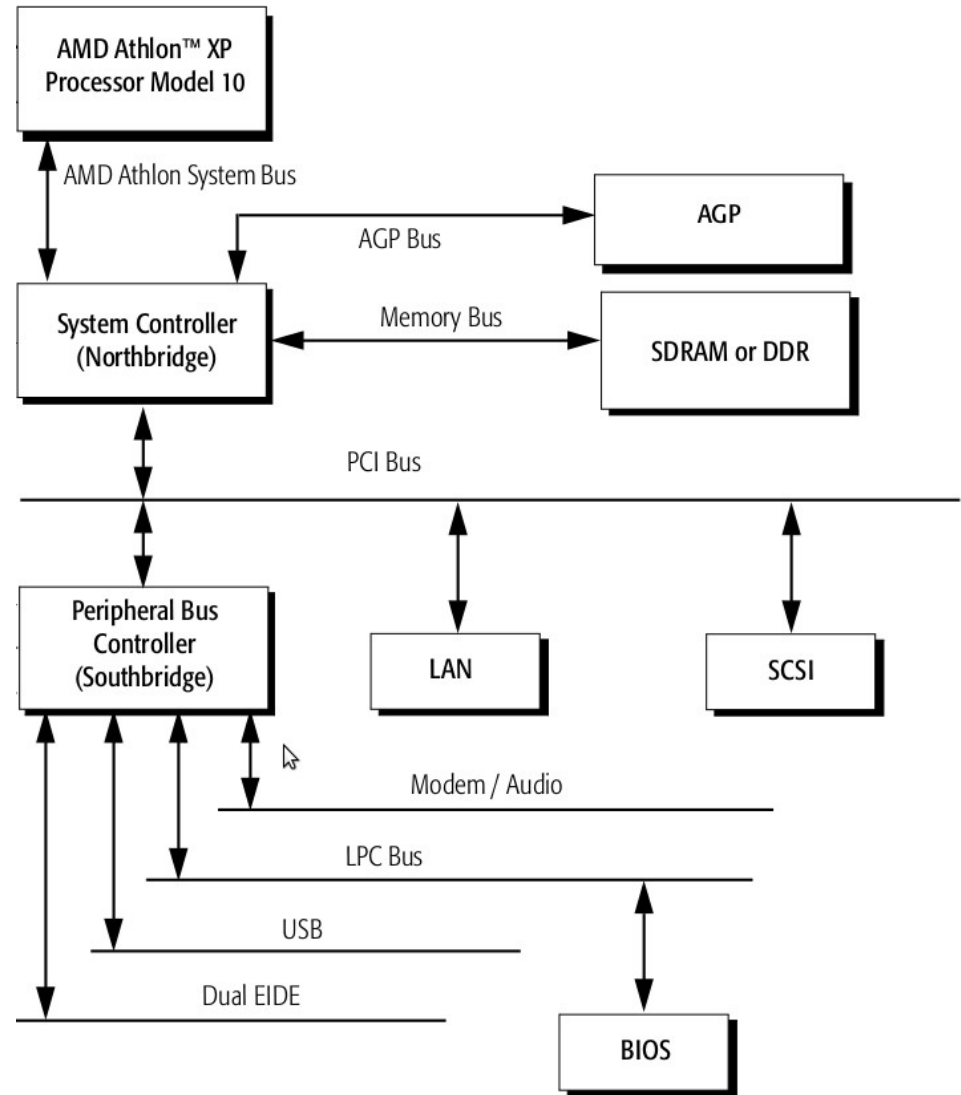 AMD Athlon™ XP
Processor Model 10
AMD Athlon System Bus
AGP
AGP Bus
System Controller
(Northbridge)
Memory Bus
SDRAM or DDR
PCI Bus
Peripheral Bus
Controller
(Southbridge)
LAN
SCSI
Modem / Audio
LPC Bus
USB
Dual EIDE
BIOS